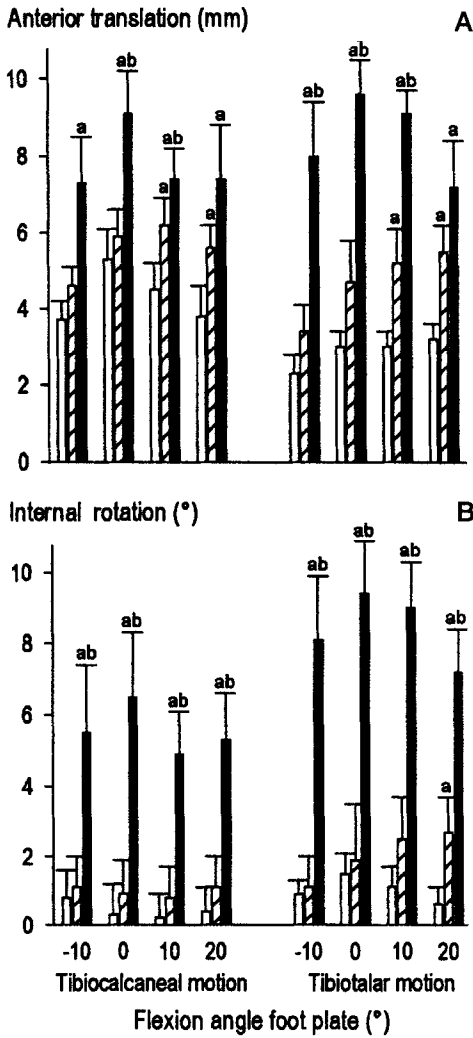 Anterior translation (mm) A
10
8
6
4
2
0
a ab ab a a a
ab ab ab a a a
Internal rotation (°) B
10
8
6
4
2
0
ab ab ab ab
ab ab ab ab a
-10 0 10 20 -10 0 10 20
Tibiocalcaneal motion Tibiotalar motion
Flexion angle foot plate (°)